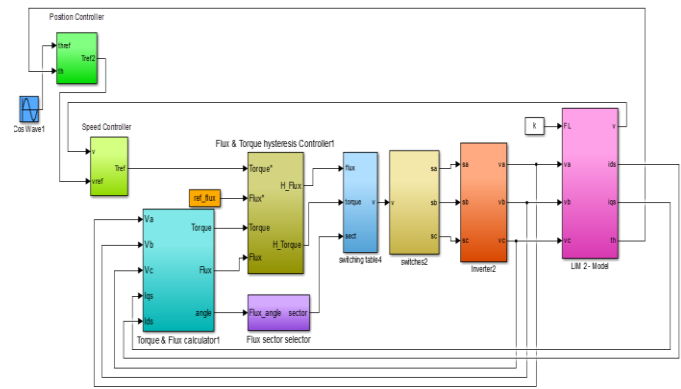 Position Controller
thref
th
Tref2
Cos Wave1
Speed Controller
v
vref
Tref
Flux & Torque hysteresis Controller1
Torque*
Flux*
Torque
Flux
H_Flux
H_Torque
ref_flux
Va
Vb
Vc
Iqs
Ids
Torque
Flux
angle
Torque & Flux calculator1
Flux_angle
sector
Flux sector selector
flux
torque
sect
v
switching table4
v
sa
sb
sc
switches2
sa
sb
sc
va
vb
vc
Inverter2
k
FL
va
vb
vc
v
ids
iqs
th
LIM 2 - Model